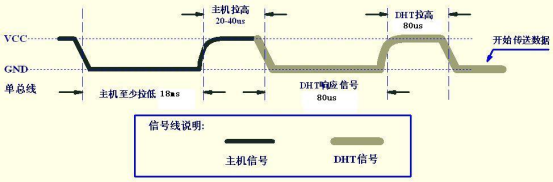 主机拉高
20-40us
DHT拉高
80us
VCC
GND
开始传送数据
单总线
主机至少拉低 18ms
DHT响应信号
80us
信号线说明:
主机信号
DHT信号